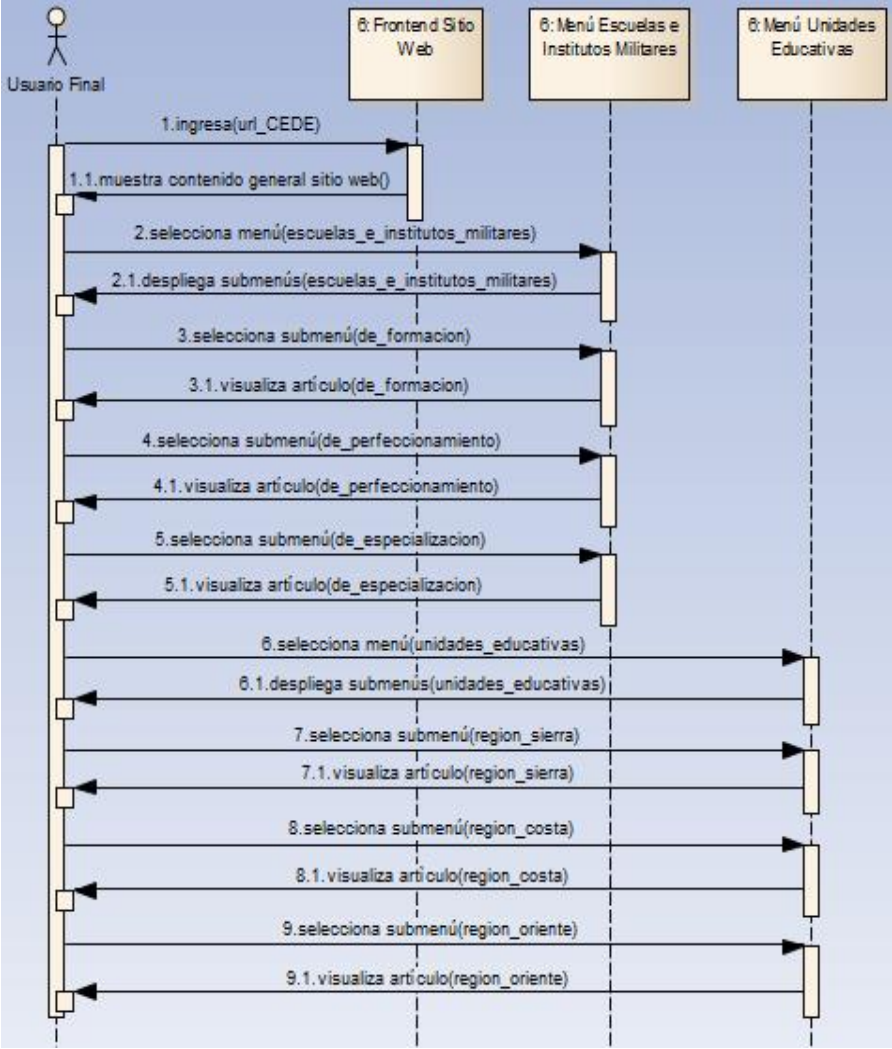 6: Frontend Sitio
Web
6: Menú Escuelas e
Institutos Militares
6: Menú Unidades
Educativas
Usuario Final
1.ingresa(url_CEDE)
1.1.muestra contenido general sitio web()
2.selecciona menú(escuelas_e_institutos_militares)
2.1.despliega submenús(escuelas_e_institutos_militares)
3.selecciona submenú(de_formacion)
3.1.visualiza artículo(de_formacion)
4.selecciona submenú(de_perfeccionamiento)
4.1.visualiza artículo(de_perfeccionamiento)
5.selecciona submenú(de_especializacion)
5.1.visualiza artículo(de_especializacion)
6.selecciona menú(unidades_educativas)
6.1.despliega submenús(unidades_educativas)
7.selecciona submenú(region_sierra)
7.1.visualiza artículo(region_sierra)
8.selecciona submenú(region_costa)
8.1.visualiza artículo(region_costa)
9.selecciona submenú(region_oriente)
9.1.visualiza artículo(region_oriente)